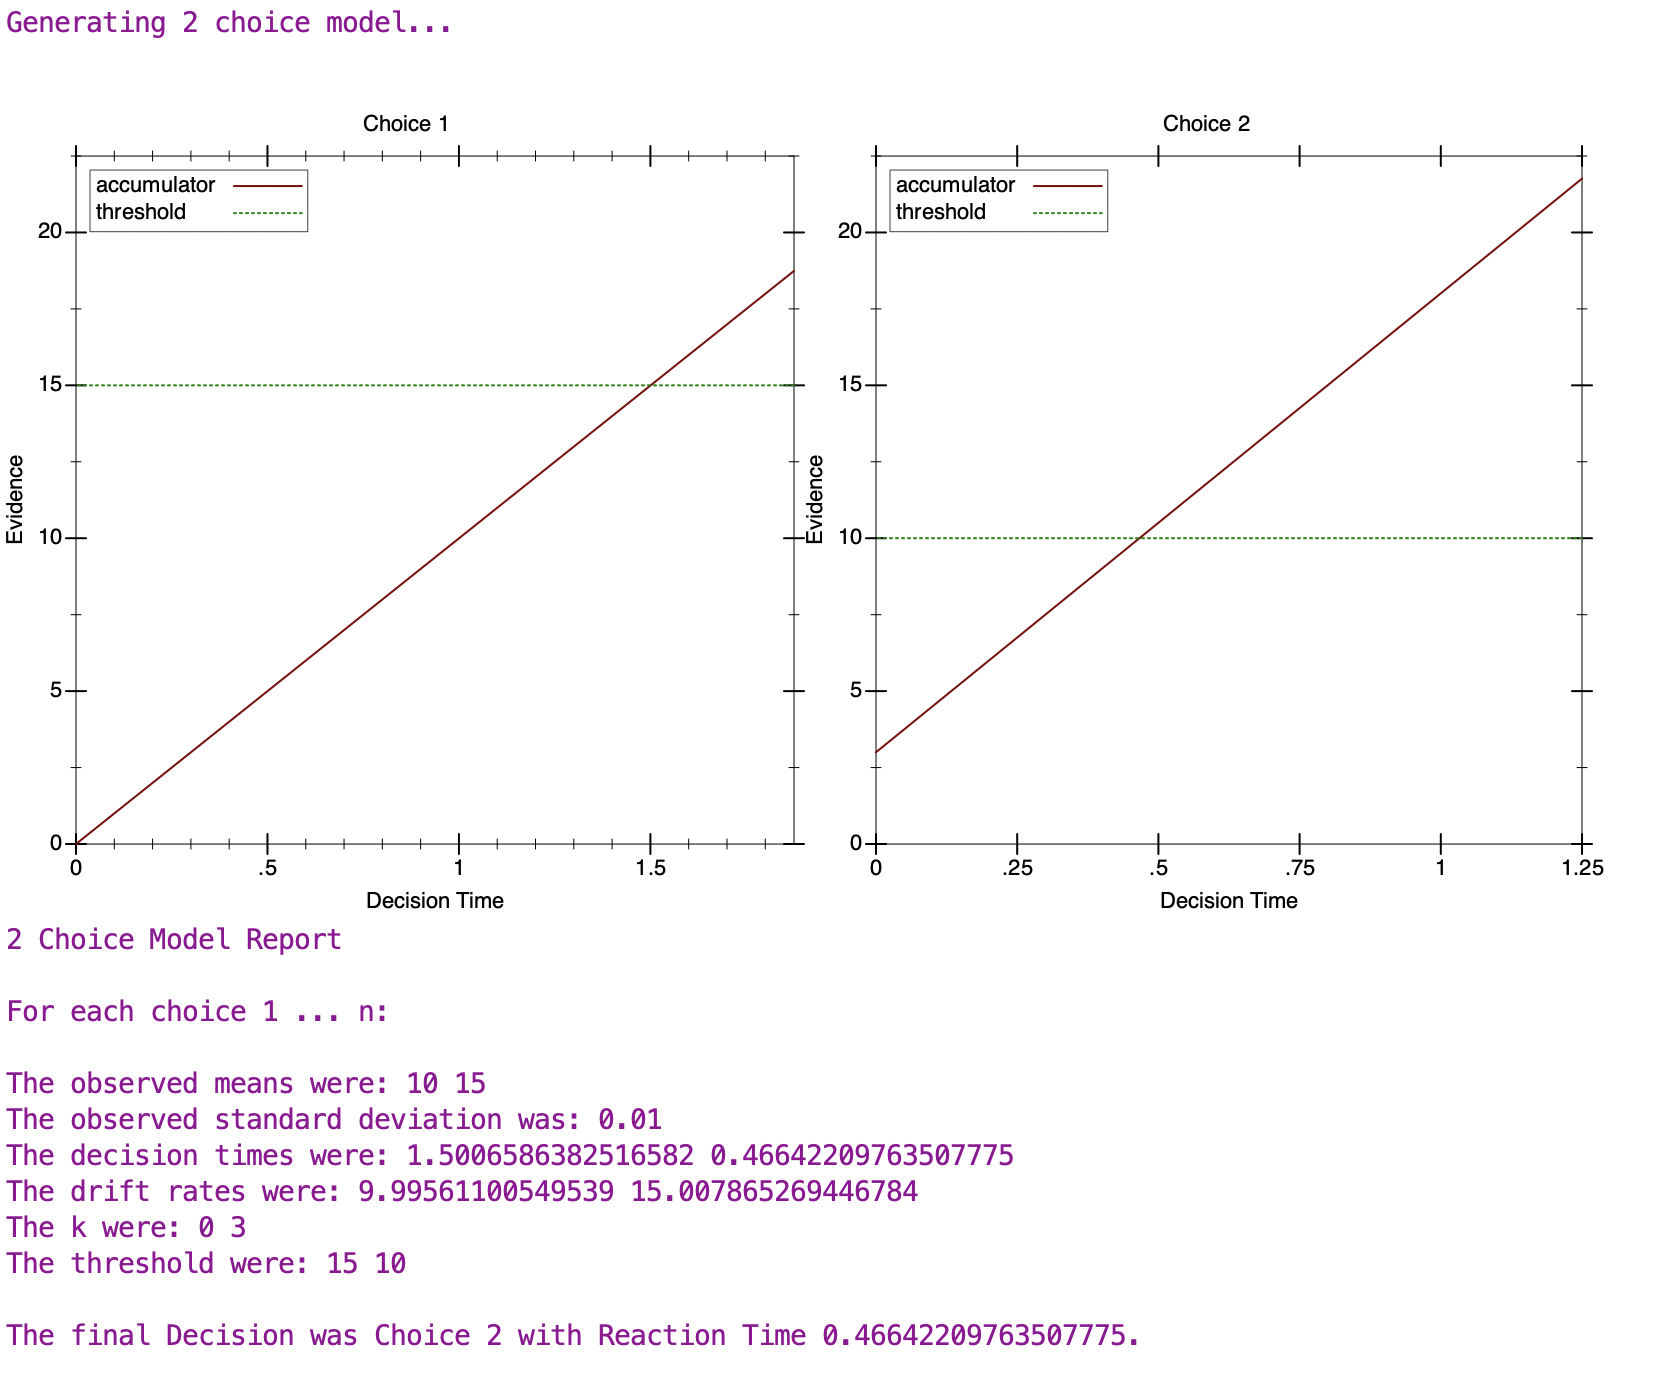 Generating 2 choice model...
Choice 1
accumulator
threshold
20
15
10
5
0
Evidence
0 .5 1 1.5
Decision Time
Choice 2
accumulator
threshold
20
15
10
5
0
Evidence
0 .25 .5 .75 1 1.25
Decision Time
2 Choice Model Report
For each choice 1 ... n:
The observed means were: 10 15
The observed standard deviation was: 0.01
The decision times were: 1.5006586382516582 0.46642209763507775
The drift rates were: 9.99561100549539 15.007865269446784
The k were: 0 3
The threshold were: 15 10
The final Decision was Choice 2 with Reaction Time 0.46642209763507775.